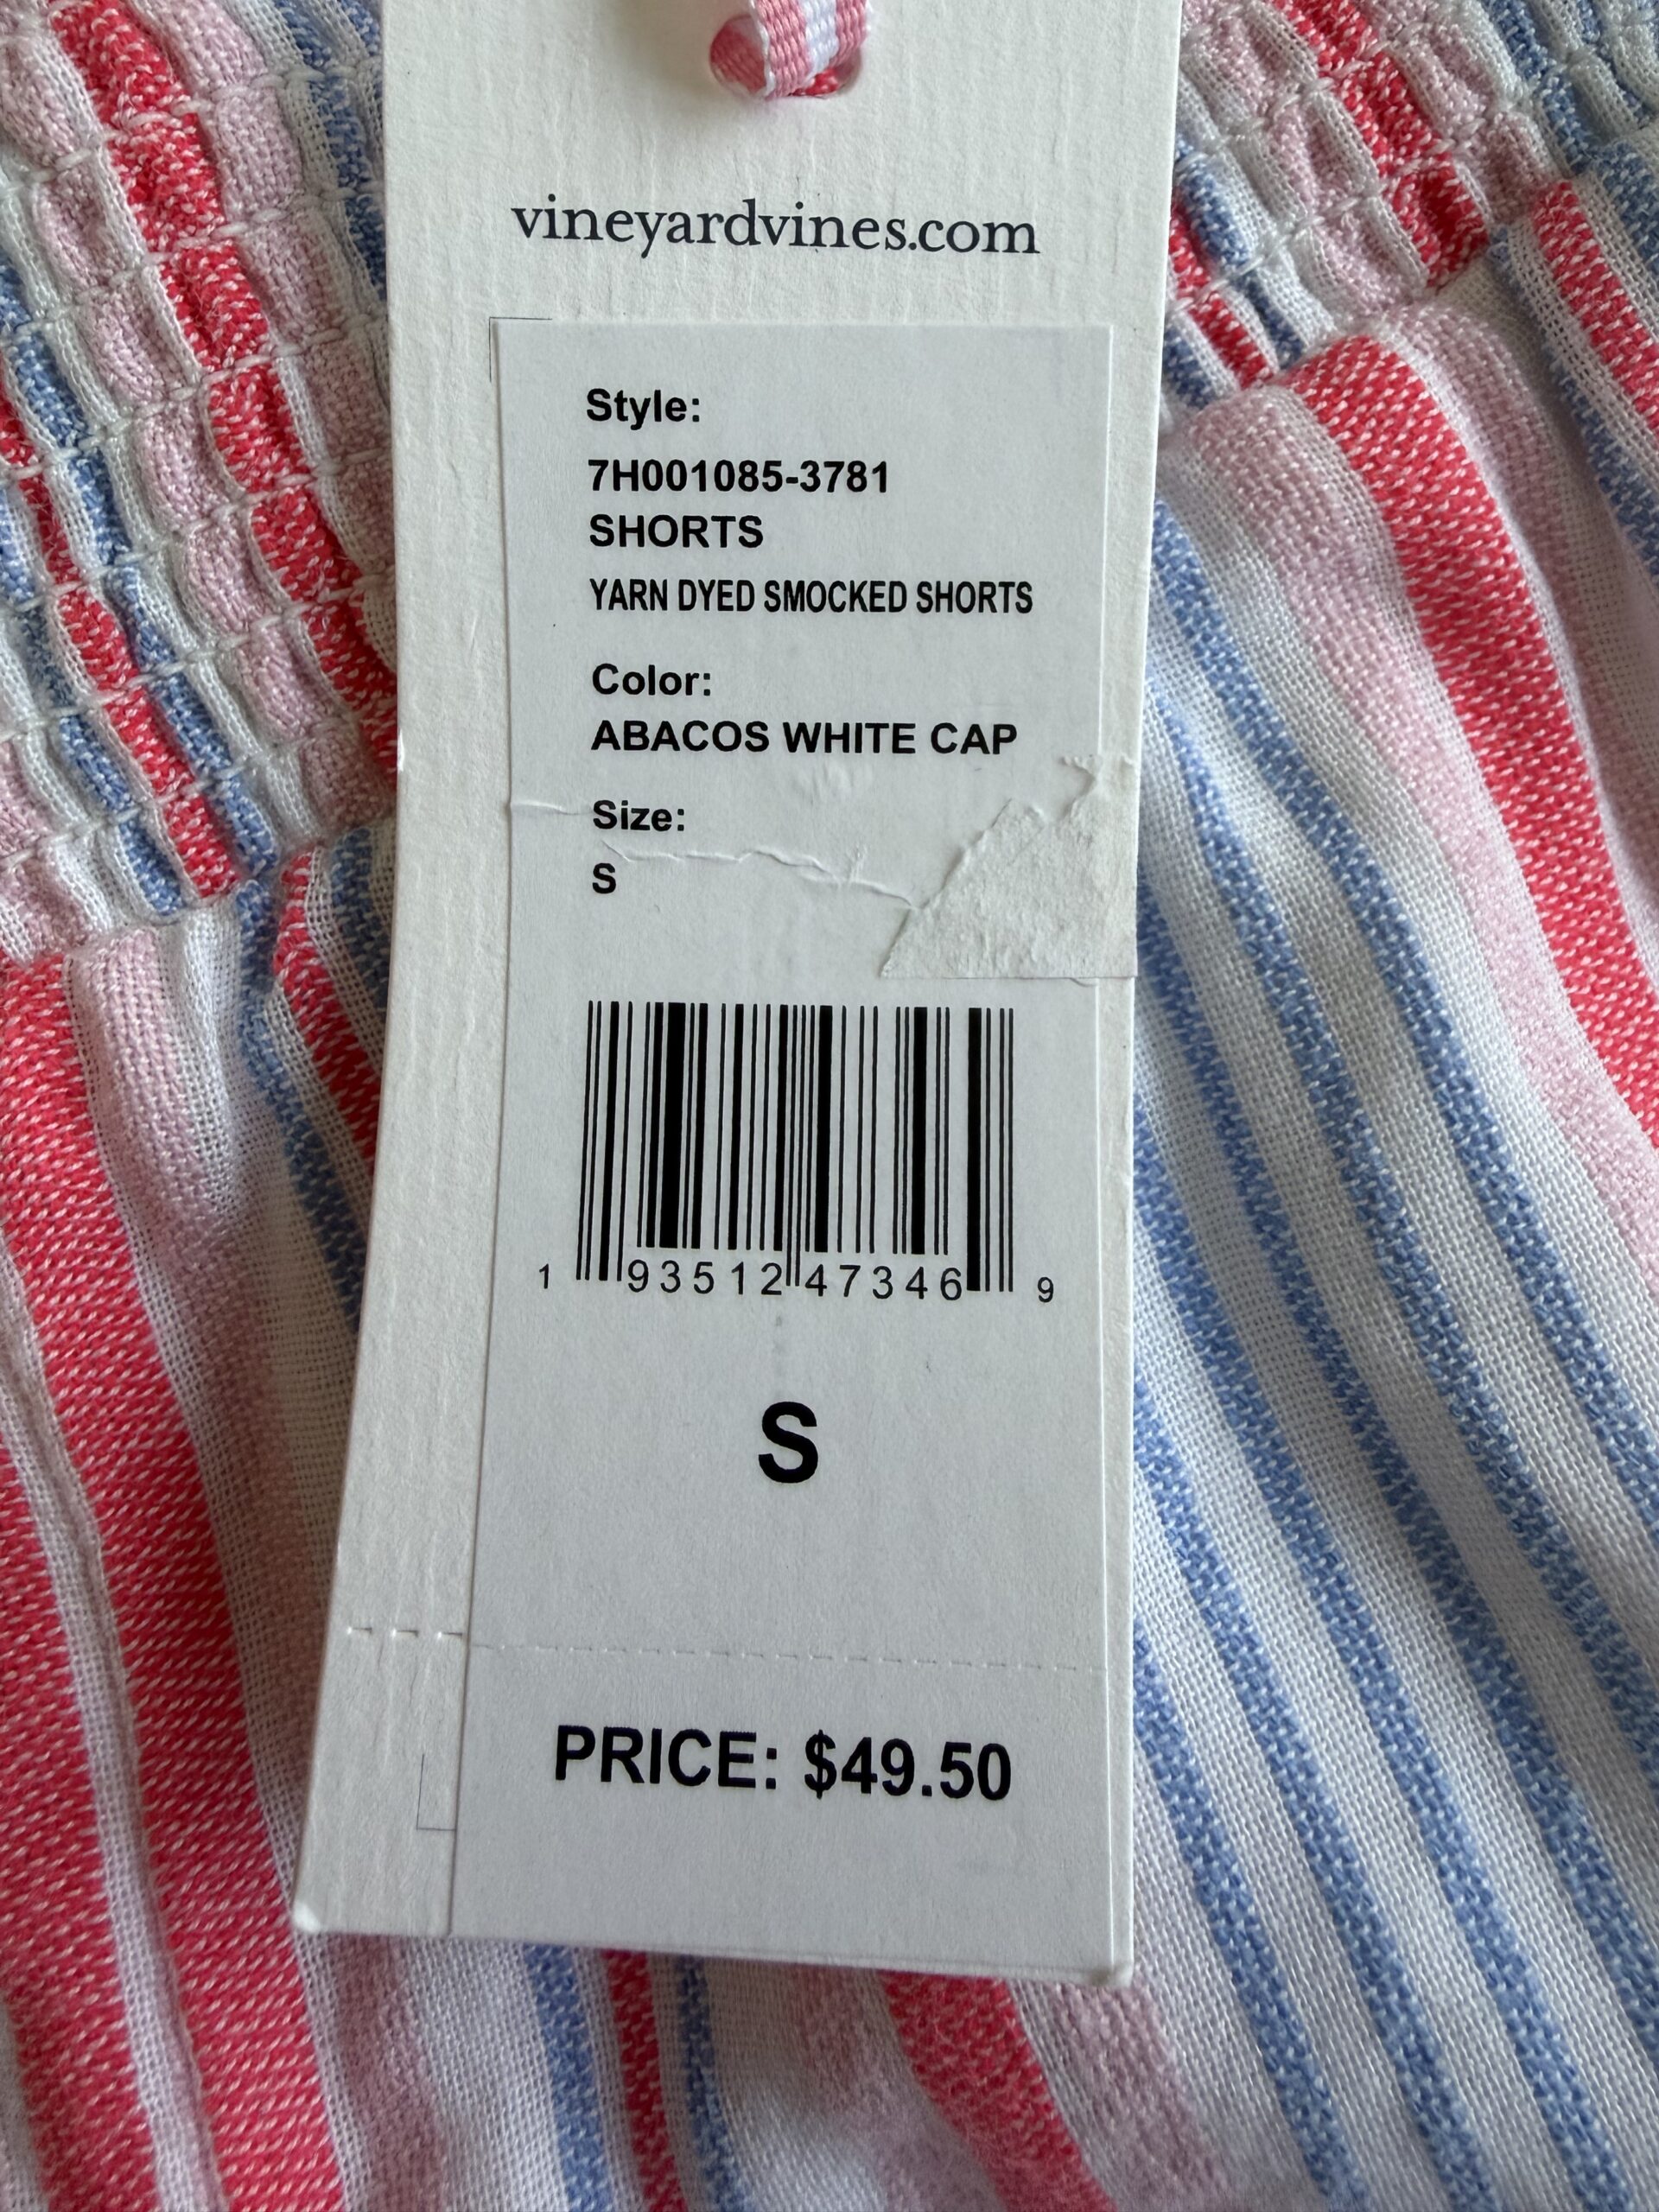 vineyardvines.com
Style:
7H001085-3781
SHORTS
YARN DYED SMOCKED SHORTS
Color:
ABACOS WHITE CAP
Size:
S
1 93512 47346 9
S
PRICE: $49.50